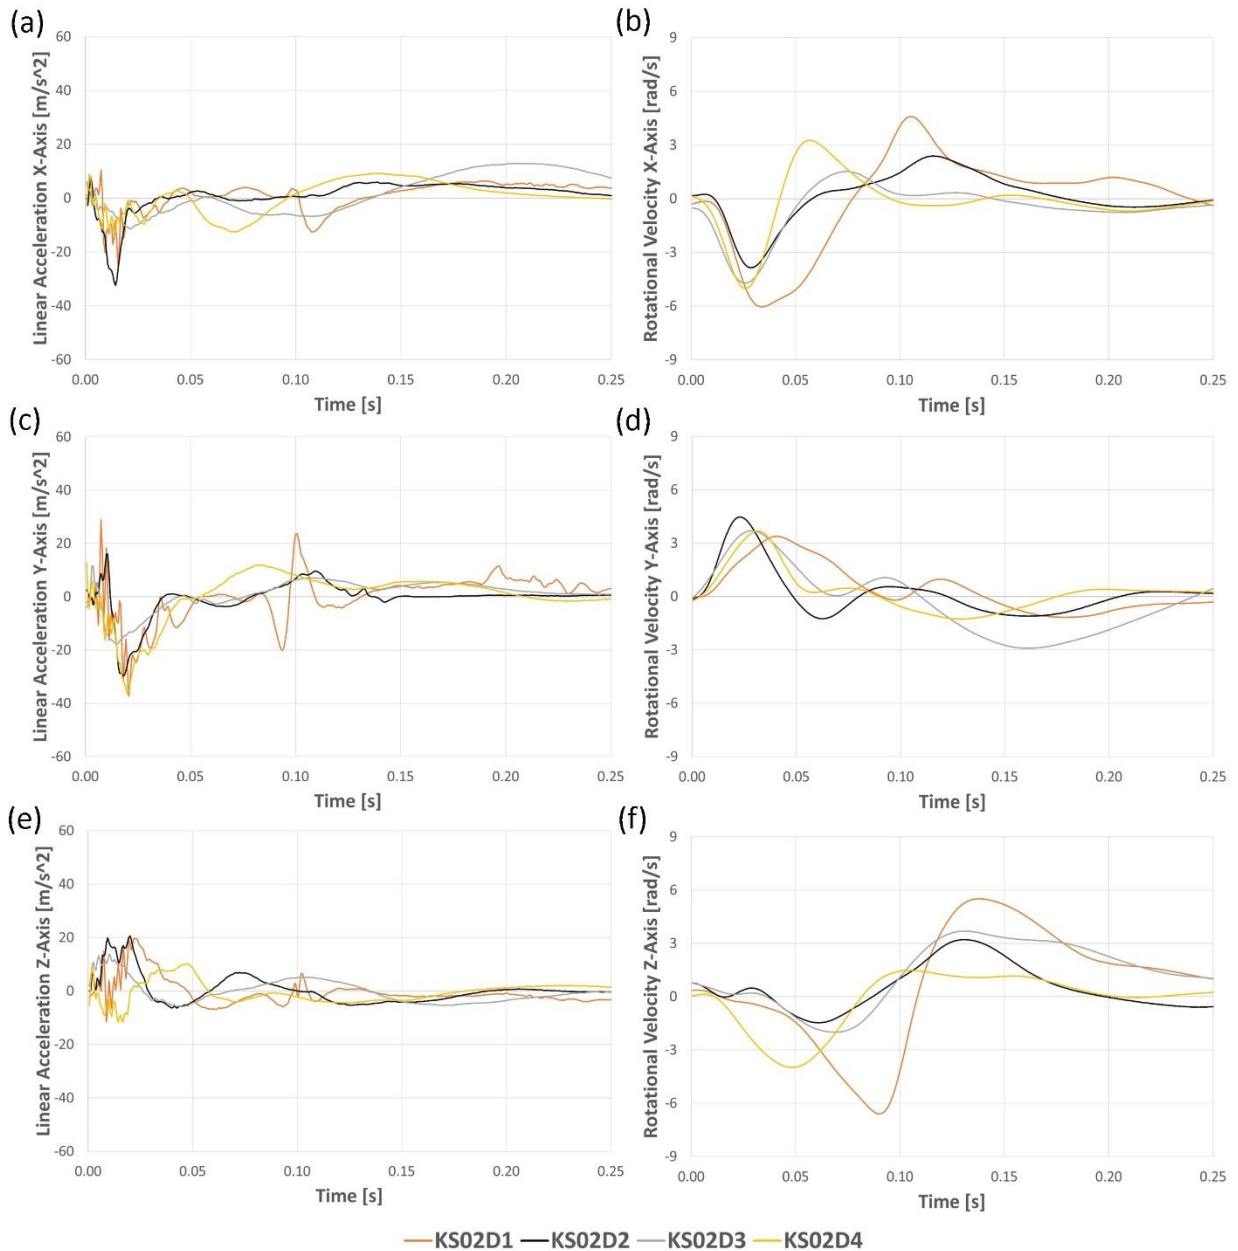 (a)
Linear Acceleration X-Axis [m/s^2]
60
40
20
0
-20
-40
-60
0.00 0.05 0.10 0.15 0.20 0.25
Time [s]
(b)
Rotational Velocity X-Axis [rad/s]
9
6
3
0
-3
-6
-9
0.00 0.05 0.10 0.15 0.20 0.25
Time [s]
(c)
Linear Acceleration Y-Axis [m/s^2]
60
40
20
0
-20
-40
-60
0.00 0.05 0.10 0.15 0.20 0.25
Time [s]
(d)
Rotational Velocity Y-Axis [rad/s]
9
6
3
0
-3
-6
-9
0.00 0.05 0.10 0.15 0.20 0.25
Time [s]
(e)
Linear Acceleration Z-Axis [m/s^2]
60
40
20
0
-20
-40
-60
0.00 0.05 0.10 0.15 0.20 0.25
Time [s]
(f)
Rotational Velocity Z-Axis [rad/s]
9
6
3
0
-3
-6
-9
0.00 0.05 0.10 0.15 0.20 0.25
Time [s]
KS02D1 KS02D2 KS02D3 KS02D4